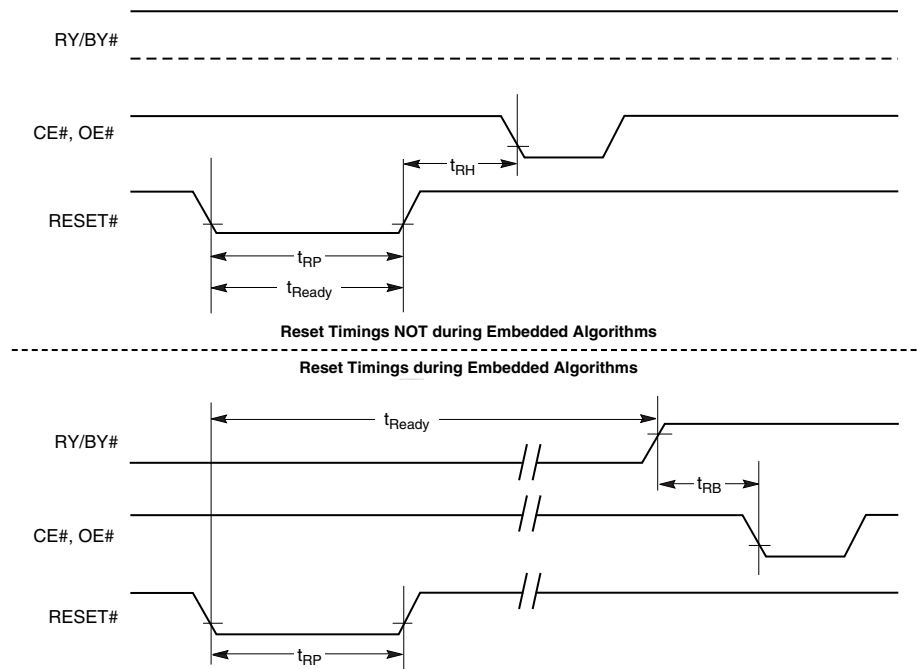 RY/BY#
CE#, OE#
tRH
RESET#
tRP
tReady
Reset Timings NOT during Embedded Algorithms
Reset Timings during Embedded Algorithms
tReady
RY/BY#
tRB
CE#, OE#
RESET#
tRP